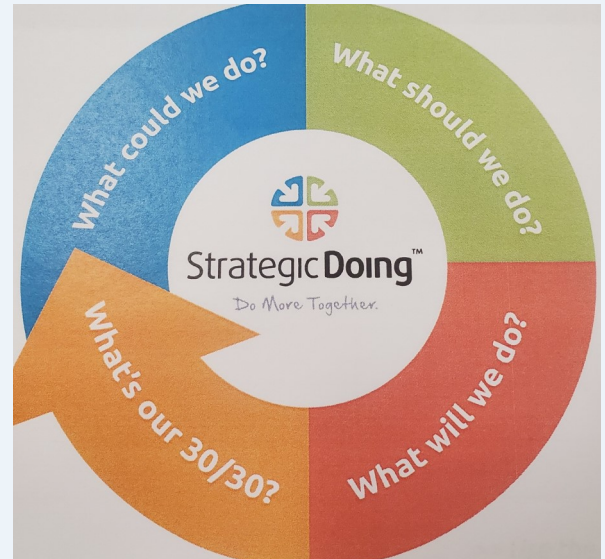 What could we do?
What should we do?
StrategicDoing™
Do More Together.
What's our 30/30?
What will we do?